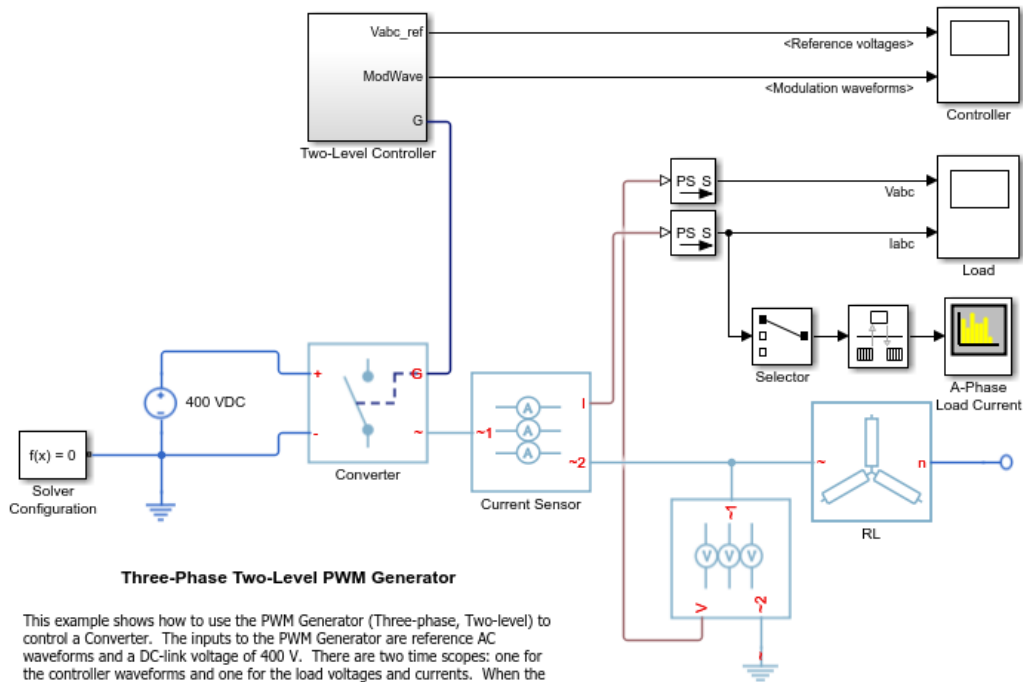 Vabc_ref
<Reference voltages>
ModWave
<Modulation waveforms>
G
Controller
Two-Level Controller
PS S
Vabc
PS S
Iabc
Load
Selector
A-Phase
Load Current
+
G
400 VDC
-
~
Converter
f(x) = 0
Solver
Configuration
I
A
A
A
~1
~2
Current Sensor
~
n
RL
~1
V V V
V
~2
Three-Phase Two-Level PWM Generator
This example shows how to use the PWM Generator (Three-phase, Two-level) to
control a Converter. The inputs to the PWM Generator are reference AC
waveforms and a DC-link voltage of 400 V. There are two time scopes: one for
the controller waveforms and one for the load voltages and currents. When the